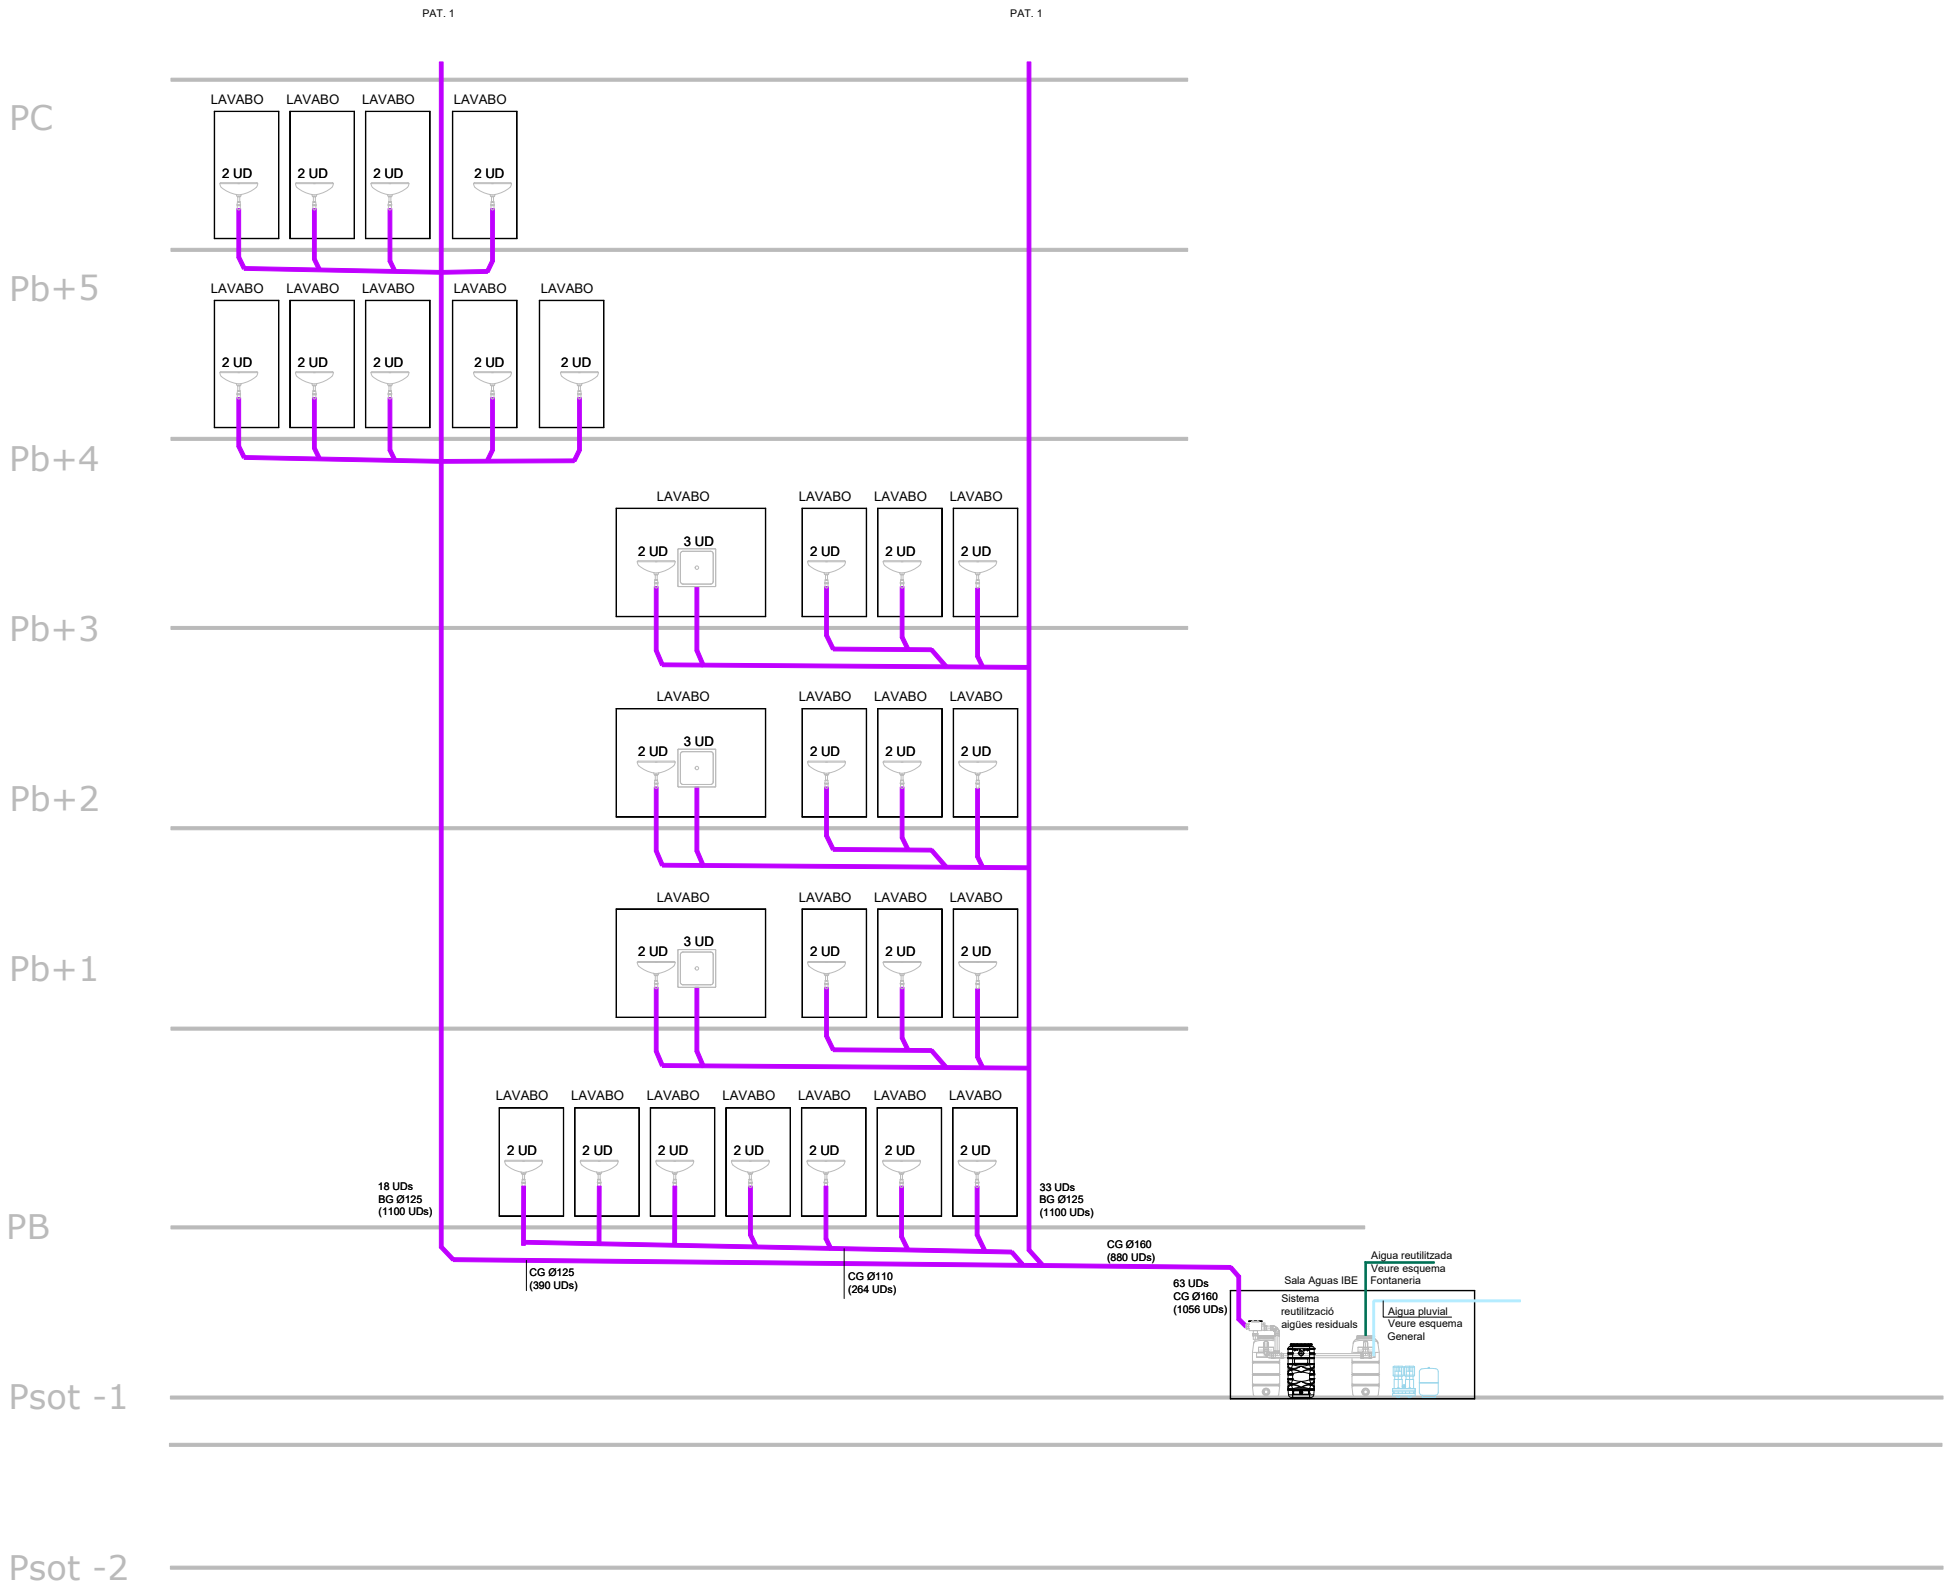 PAT. 1 PAT. 1
PC
LAVABO LAVABO LAVABO LAVABO
2 UD 2 UD 2 UD 2 UD
Pb+5
LAVABO LAVABO LAVABO LAVABO LAVABO
2 UD 2 UD 2 UD 2 UD 2 UD
Pb+4
LAVABO LAVABO LAVABO LAVABO
3 UD
2 UD 2 UD 2 UD 2 UD
Pb+3
LAVABO LAVABO LAVABO LAVABO
3 UD
2 UD 2 UD 2 UD 2 UD
Pb+2
LAVABO LAVABO LAVABO LAVABO
3 UD
2 UD 2 UD 2 UD 2 UD
Pb+1
LAVABO LAVABO LAVABO LAVABO LAVABO LAVABO LAVABO
2 UD 2 UD 2 UD 2 UD 2 UD 2 UD 2 UD
18 UDs
BG Ø125
(1100 UDs)
33 UDs
BG Ø125
(1100 UDs)
PB
CG Ø125
(390 UDs)
CG Ø110
(264 UDs)
CG Ø160
(880 UDs)
63 UDs
CG Ø160
(1056 UDs)
Aigua reutilitzada
Veure esquema
Fontaneria
Sala Aguas IBE
Sistema
reutilització
aigües residuals
Aigua pluvial
Veure esquema
General
Psot -1
Psot -2